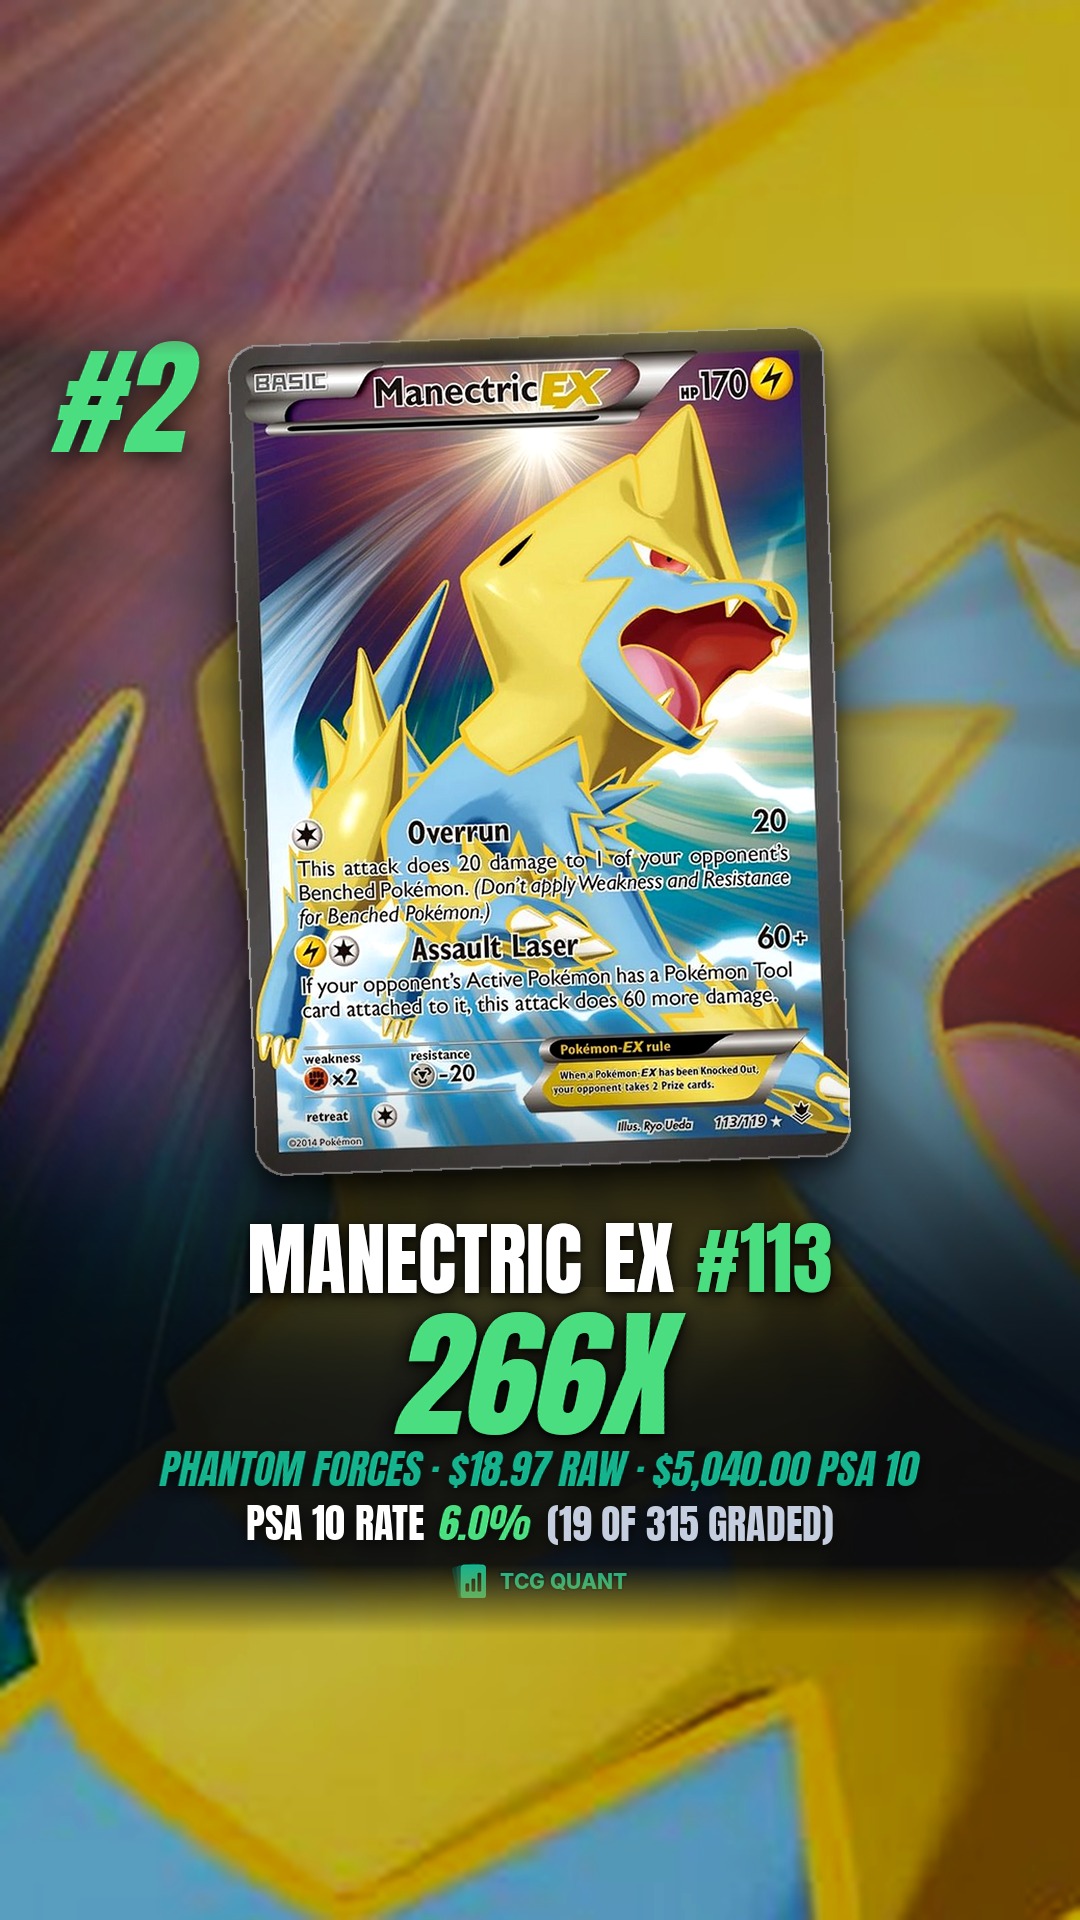 #2
BASIC
ManectricEX
HP170
Overrun 20
This attack does 20 damage to 1 of your opponent's
Benched Pokémon. (Don't apply Weakness and Resistance
for Benched Pokémon.)
Assault Laser 60+
If your opponent's Active Pokémon has a Pokémon Tool
card attached to it, this attack does 60 more damage.
weakness
×2
resistance
-20
retreat
Pokémon-EX rule
When a Pokémon-EX has been Knocked Out,
your opponent takes 2 Prize cards.
Illus. Ryo Ueda 113/119 ★
©2014 Pokémon
MANECTRIC EX #113
266X
PHANTOM FORCES · $18.97 RAW · $5,040.00 PSA 10
PSA 10 RATE 6.0% (19 OF 315 GRADED)
TCG QUANT